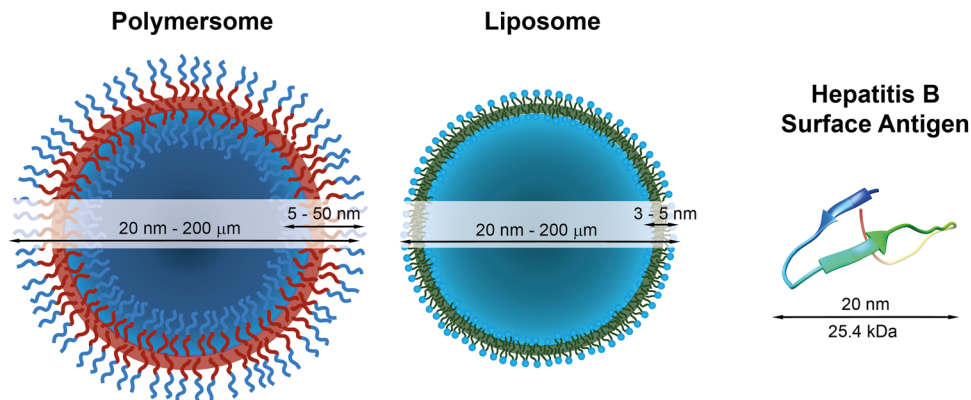 Polymersome
5 - 50 nm
20 nm - 200 μm
Liposome
3 - 5 nm
20 nm - 200 μm
Hepatitis B
Surface Antigen
20 nm
25.4 kDa